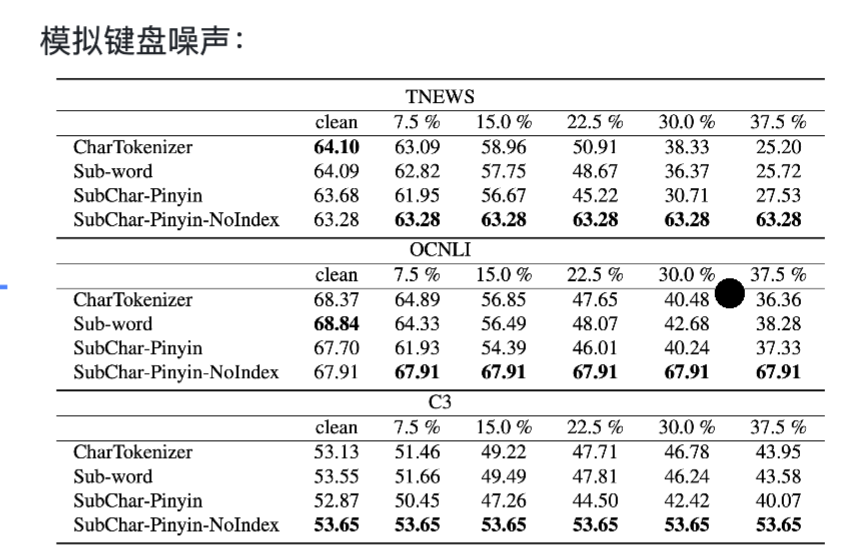 模拟键盘噪声：
TNEWS
clean 7.5 % 15.0 % 22.5 % 30.0 % 37.5 %
CharTokenizer 64.10 63.09 58.96 50.91 38.33 25.20
Sub-word 64.09 62.82 57.75 48.67 36.37 25.72
SubChar-Pinyin 63.68 61.95 56.67 45.22 30.71 27.53
SubChar-Pinyin-NoIndex 63.28 63.28 63.28 63.28 63.28 63.28
OCNLI
clean 7.5 % 15.0 % 22.5 % 30.0 % 37.5 %
CharTokenizer 68.37 64.89 56.85 47.65 40.48 36.36
Sub-word 68.84 64.33 56.49 48.07 42.68 38.28
SubChar-Pinyin 67.70 61.93 54.39 46.01 40.24 37.33
SubChar-Pinyin-NoIndex 67.91 67.91 67.91 67.91 67.91 67.91
C3
clean 7.5 % 15.0 % 22.5 % 30.0 % 37.5 %
CharTokenizer 53.13 51.46 49.22 47.71 46.78 43.95
Sub-word 53.55 51.66 49.49 47.81 46.24 43.58
SubChar-Pinyin 52.87 50.45 47.26 44.50 42.42 40.07
SubChar-Pinyin-NoIndex 53.65 53.65 53.65 53.65 53.65 53.65